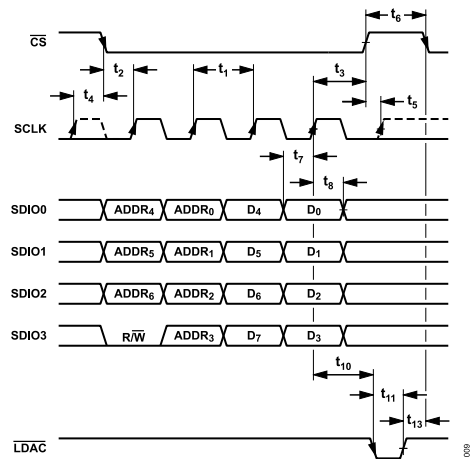 t6
CS
t2 t1 t3
t4 t5
SCLK
t7
t8
SDIO0 ADDR4 ADDR0 D4 D0
SDIO1 ADDR5 ADDR1 D5 D1
SDIO2 ADDR6 ADDR2 D6 D2
SDIO3 R/W ADDR3 D7 D3
t10
t11
t13
LDAC
009